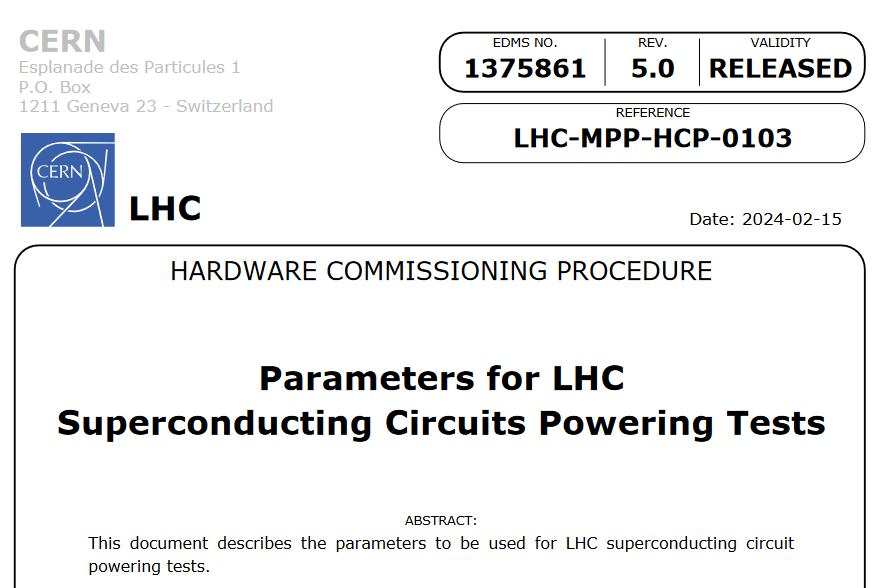 CERN
Esplanade des Particules 1
P.O. Box
1211 Geneva 23 - Switzerland
EDMS NO. REV. VALIDITY
1375861 5.0 RELEASED
REFERENCE
LHC-MPP-HCP-0103
CERN
LHC
Date: 2024-02-15
HARDWARE COMMISSIONING PROCEDURE
Parameters for LHC
Superconducting Circuits Powering Tests
ABSTRACT:
This document describes the parameters to be used for LHC superconducting circuit
powering tests.